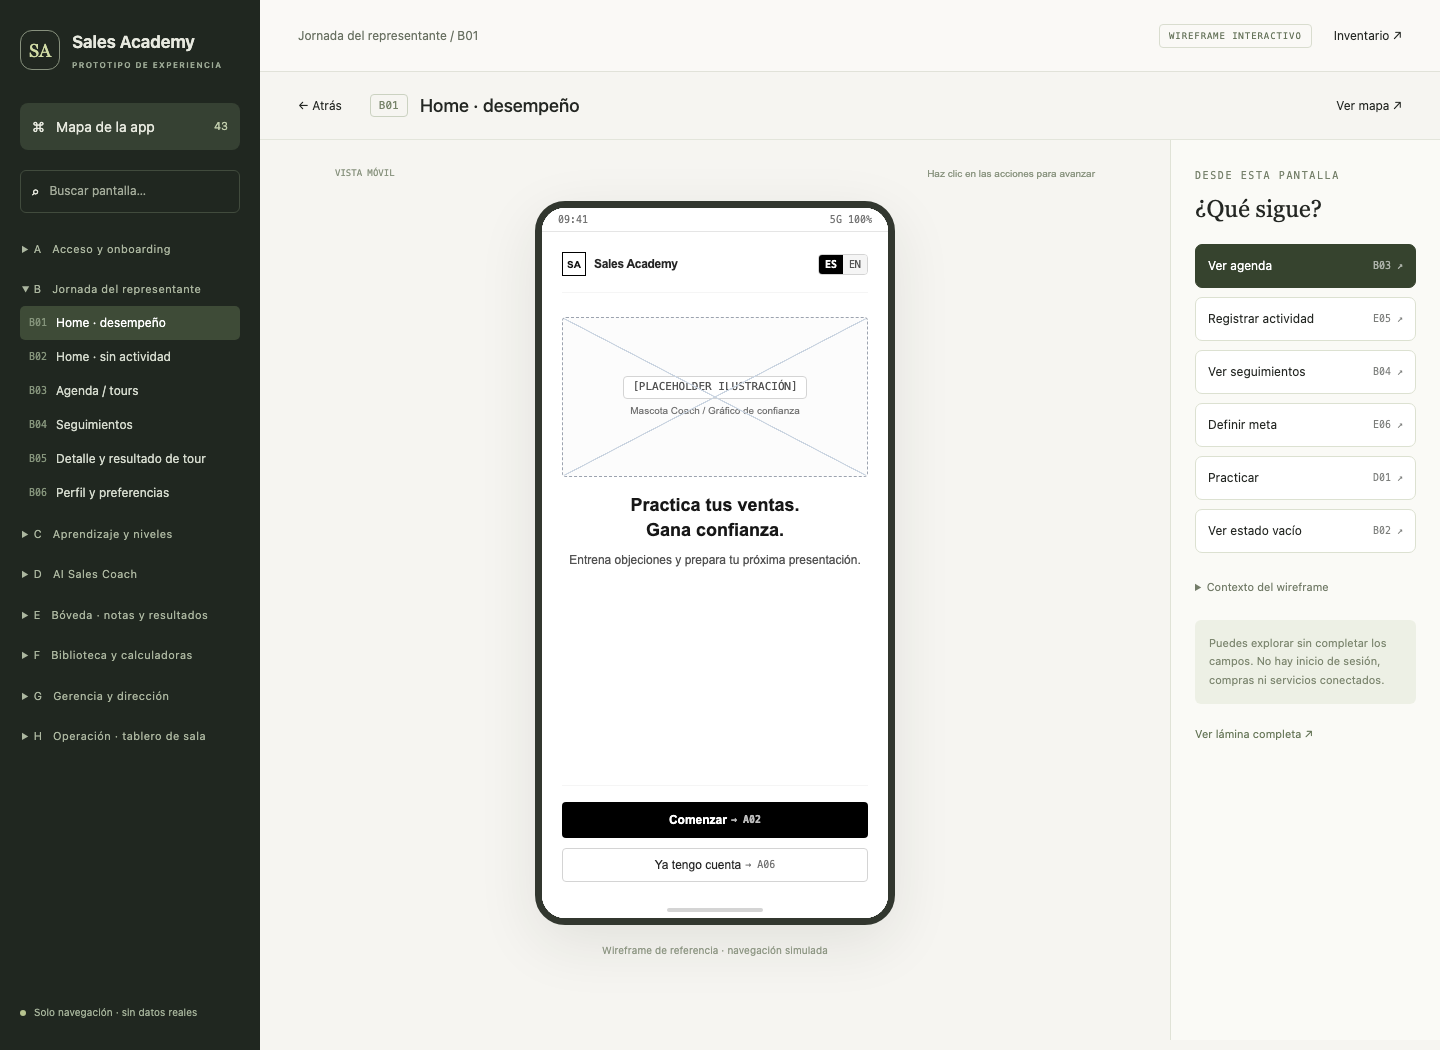 SA
Sales Academy
PROTOTIPO DE EXPERIENCIA
⌘ Mapa de la app 43
Buscar pantalla...
▶ A Acceso y onboarding
▼ B Jornada del representante
B01 Home · desempeño
B02 Home · sin actividad
B03 Agenda / tours
B04 Seguimientos
B05 Detalle y resultado de tour
B06 Perfil y preferencias
▶ C Aprendizaje y niveles
▶ D AI Sales Coach
▶ E Bóveda · notas y resultados
▶ F Biblioteca y calculadoras
▶ G Gerencia y dirección
▶ H Operación · tablero de sala
Solo navegación · sin datos reales
Jornada del representante / B01
WIREFRAME INTERACTIVO
Inventario ↗
← Atrás
B01
Home · desempeño
Ver mapa ↗
VISTA MÓVIL
Haz clic en las acciones para avanzar
09:41
5G 100%
SA
Sales Academy
ES EN
[PLACEHOLDER ILUSTRACIÓN]
Mascota Coach / Gráfico de confianza
Practica tus ventas.
Gana confianza.
Entrena objeciones y prepara tu próxima presentación.
Comenzar → A02
Ya tengo cuenta → A06
Wireframe de referencia · navegación simulada
DESDE ESTA PANTALLA
¿Qué sigue?
Ver agenda B03 ↗
Registrar actividad E05 ↗
Ver seguimientos B04 ↗
Definir meta E06 ↗
Practicar D01 ↗
Ver estado vacío B02 ↗
▶ Contexto del wireframe
Puedes explorar sin completar los
campos. No hay inicio de sesión,
compras ni servicios conectados.
Ver lámina completa ↗